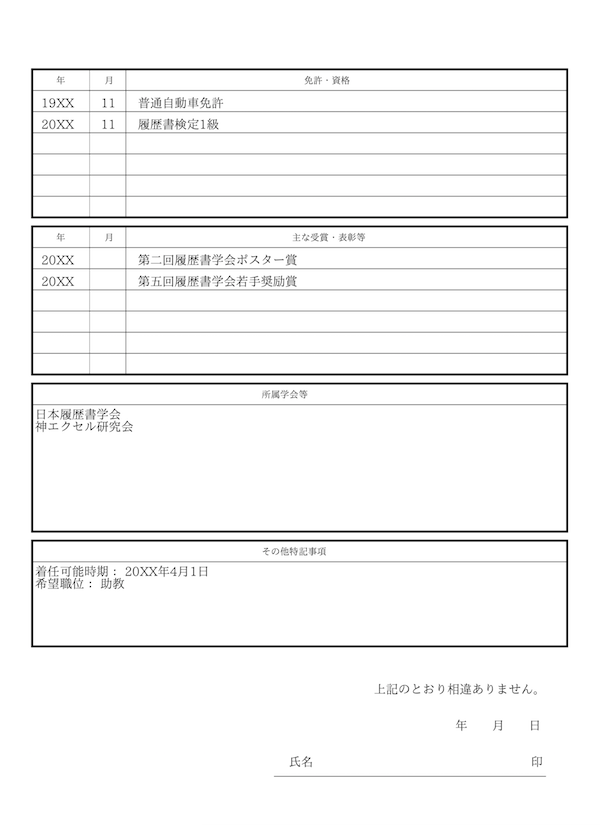 年 月 免許・資格
19XX 11 普通自動車免許
20XX 11 履歴書検定1級
年 月 主な受賞・表彰等
20XX 第二回履歴書学会ポスター賞
20XX 第五回履歴書学会若手奨励賞
所属学会等
日本履歴書学会
神エクセル研究会
その他特記事項
着任可能時期： 20XX年4月1日
希望職位： 助教
上記のとおり相違ありません。
年 月 日
氏名 印